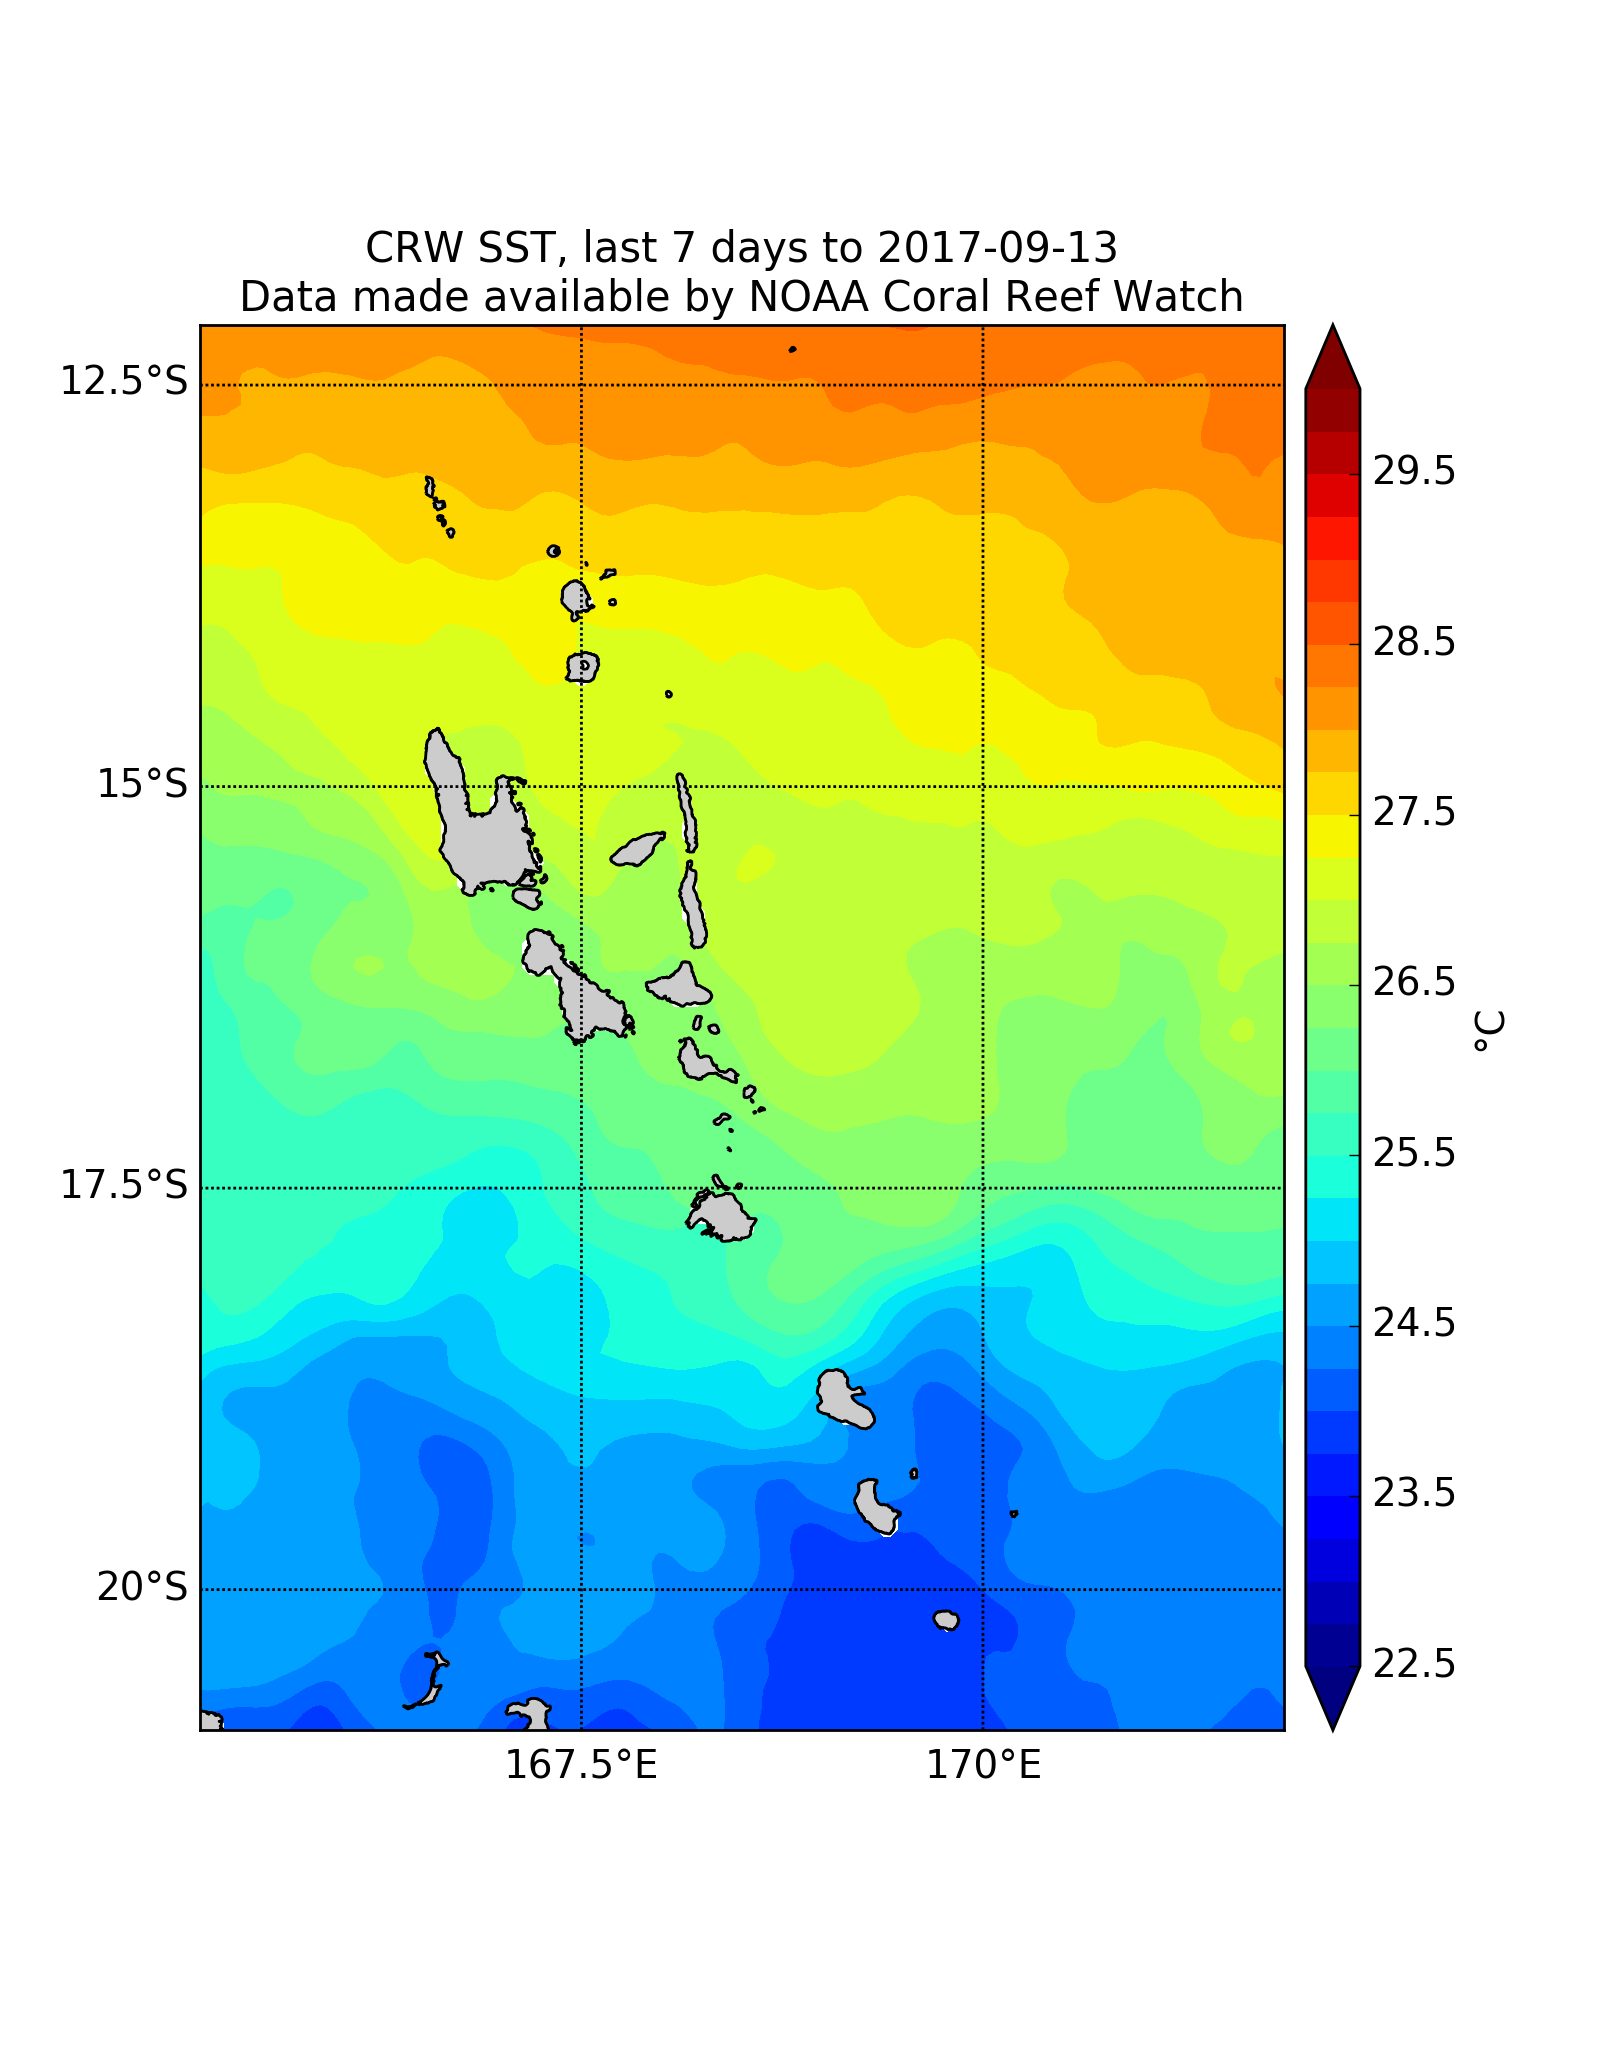 CRW SST, last 7 days to 2017-09-13
Data made available by NOAA Coral Reef Watch
12.5°S
15°S
17.5°S
20°S
167.5°E
170°E
29.5
28.5
27.5
26.5
25.5
24.5
23.5
22.5
°C